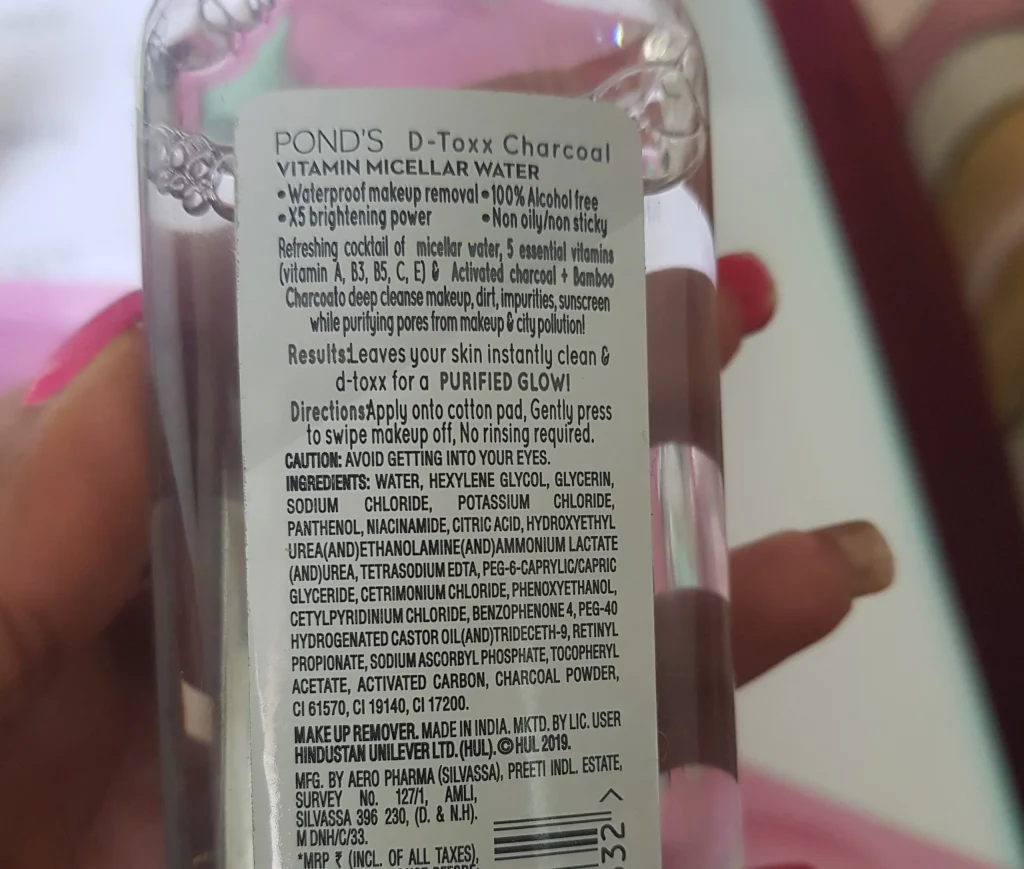 POND'S D-Toxx Charcoal
VITAMIN MICELLAR WATER
• Waterproof makeup removal • 100% Alcohol free
• X5 brightening power • Non oily/non sticky
Refreshing cocktail of micellar water, 5 essential vitamins
(vitamin A, B3, B5, C, E) & Activated charcoal + Bamboo
Charcoato deep cleanse makeup, dirt, impurities, sunscreen
while purifying pores from makeup & city pollution!
Results:Leaves your skin instantly clean &
d-toxx for a PURIFIED GLOW!
Directions:Apply onto cotton pad, Gently press
to swipe makeup off, No rinsing required.
CAUTION: AVOID GETTING INTO YOUR EYES.
INGREDIENTS: WATER, HEXYLENE GLYCOL, GLYCERIN,
SODIUM CHLORIDE, POTASSIUM CHLORIDE,
PANTHENOL, NIACINAMIDE, CITRIC ACID, HYDROXYETHYL
UREA(AND)ETHANOLAMINE(AND)AMMONIUM LACTATE
(AND)UREA, TETRASODIUM EDTA, PEG-6-CAPRYLIC/CAPRIC
GLYCERIDE, CETRIMONIUM CHLORIDE, PHENOXYETHANOL,
CETYLPYRIDINIUM CHLORIDE, BENZOPHENONE 4, PEG-40
HYDROGENATED CASTOR OIL(AND)TRIDECETH-9, RETINYL
PROPIONATE, SODIUM ASCORBYL PHOSPHATE, TOCOPHERYL
ACETATE, ACTIVATED CARBON, CHARCOAL POWDER,
CI 61570, CI 19140, CI 17200.
MAKE UP REMOVER. MADE IN INDIA. MKTD. BY LIC. USER
HINDUSTAN UNILEVER LTD. (HUL). © HUL 2019.
MFG. BY AERO PHARMA (SILVASSA), PREETI INDL. ESTATE,
SURVEY No. 127/1, AMLI,
SILVASSA 396 230, (D. & N.H).
M DNH/C/33.
*MRP ₹ (INCL. OF ALL TAXES),
32 >